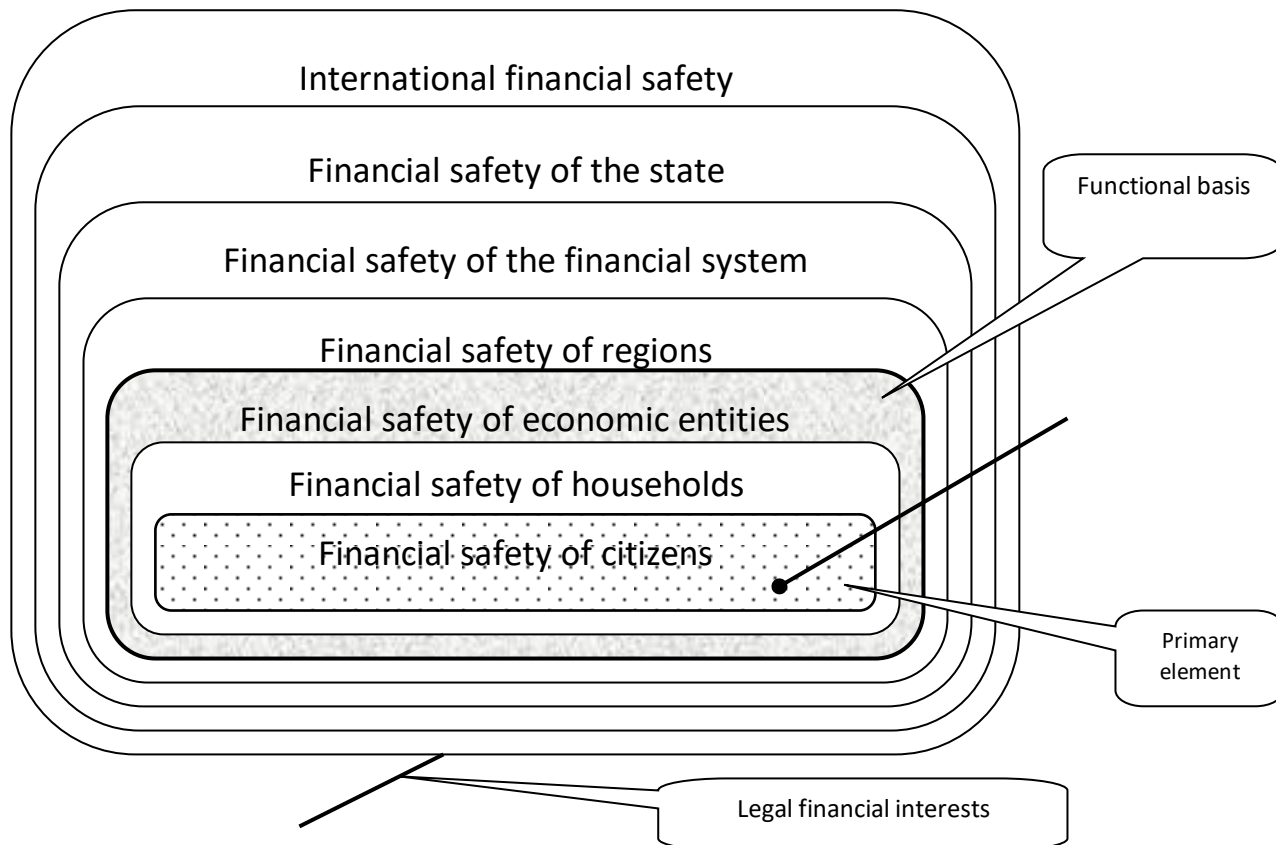 International financial safety
Financial safety of the state
Functional basis
Financial safety of the financial system
Financial safety of regions
Financial safety of economic entities
Financial safety of households
Financial safety of citizens
Primary
element
Legal financial interests